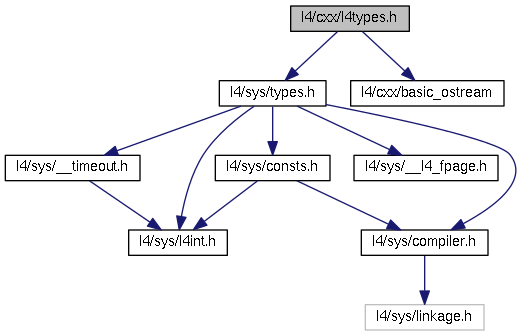 l4/cxx/l4types.h
l4/sys/types.h
l4/cxx/basic_ostream
l4/sys/__timeout.h
l4/sys/consts.h
l4/sys/__l4_fpage.h
l4/sys/l4int.h
l4/sys/compiler.h
l4/sys/linkage.h